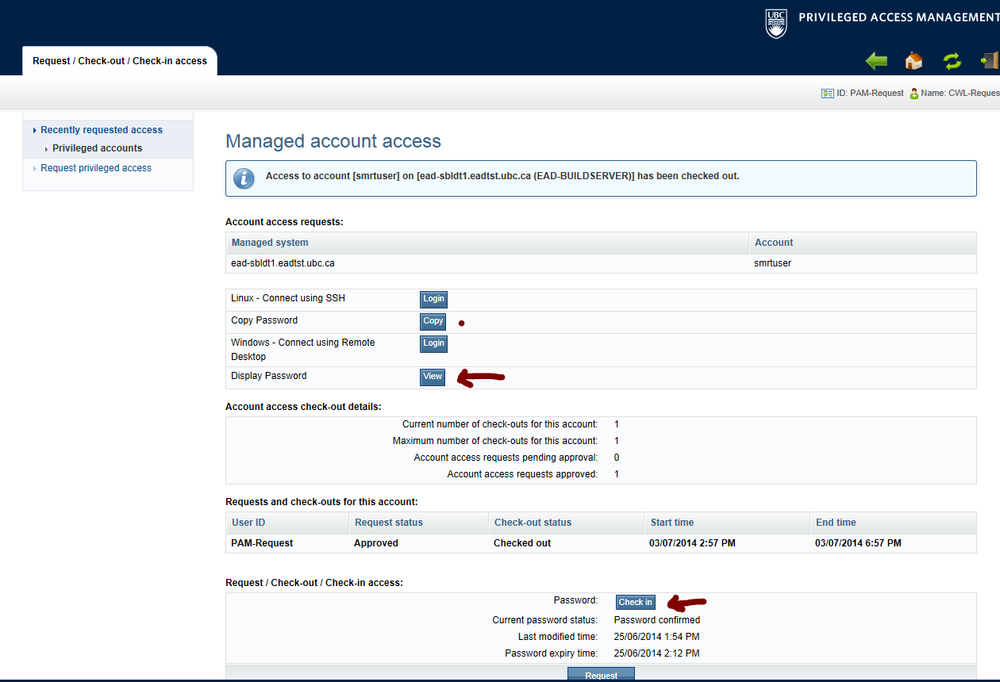 UBC
PRIVILEGED ACCESS MANAGEMENT
Request / Check-out / Check-in access
ID: PAM-Request Name: CWL-Reques
Recently requested access
Privileged accounts
Request privileged access
Managed account access
Access to account [smrtuser] on [ead-sbldt1.eadtst.ubc.ca (EAD-BUILDSERVER)] has been checked out.
Account access requests:
Managed system Account
ead-sbldt1.eadtst.ubc.ca smrtuser
Linux - Connect using SSH Login
Copy Password Copy
Windows - Connect using Remote Login
Desktop
Display Password View
Account access check-out details:
Current number of check-outs for this account: 1
Maximum number of check-outs for this account: 1
Account access requests pending approval: 0
Account access requests approved: 1
Requests and check-outs for this account:
User ID Request status Check-out status Start time End time
PAM-Request Approved Checked out 03/07/2014 2:57 PM 03/07/2014 6:57 PM
Request / Check-out / Check-in access:
Password: Check in
Current password status: Password confirmed
Last modified time: 25/06/2014 1:54 PM
Password expiry time: 25/06/2014 2:12 PM
Request